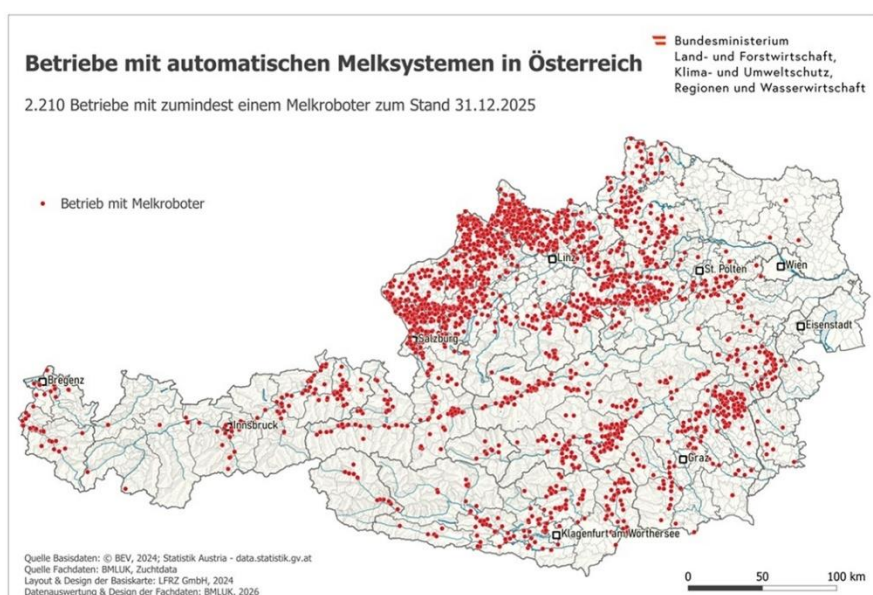 Betriebe mit automatischen Melksystemen in Österreich
2.210 Betriebe mit zumindest einem Melkroboter zum Stand 31.12.2025
Bundesministerium
Land- und Forstwirtschaft,
Klima- und Umweltschutz,
Regionen und Wasserwirtschaft
Betrieb mit Melkroboter
Linz
St. Pölten
Wien
Eisenstadt
Salzburg
Bregenz
Innsbruck
Graz
Klagenfurt am Wörthersee
Quelle Basisdaten: © BEV, 2024; Statistik Austria - data.statistik.gv.at
Quelle Fachdaten: BMLUK, Zuchtdata
Layout & Design der Basiskarte: LFRZ GmbH, 2024
Datenauswertung & Design der Fachdaten: BMLUK, 2026
0 50 100 km